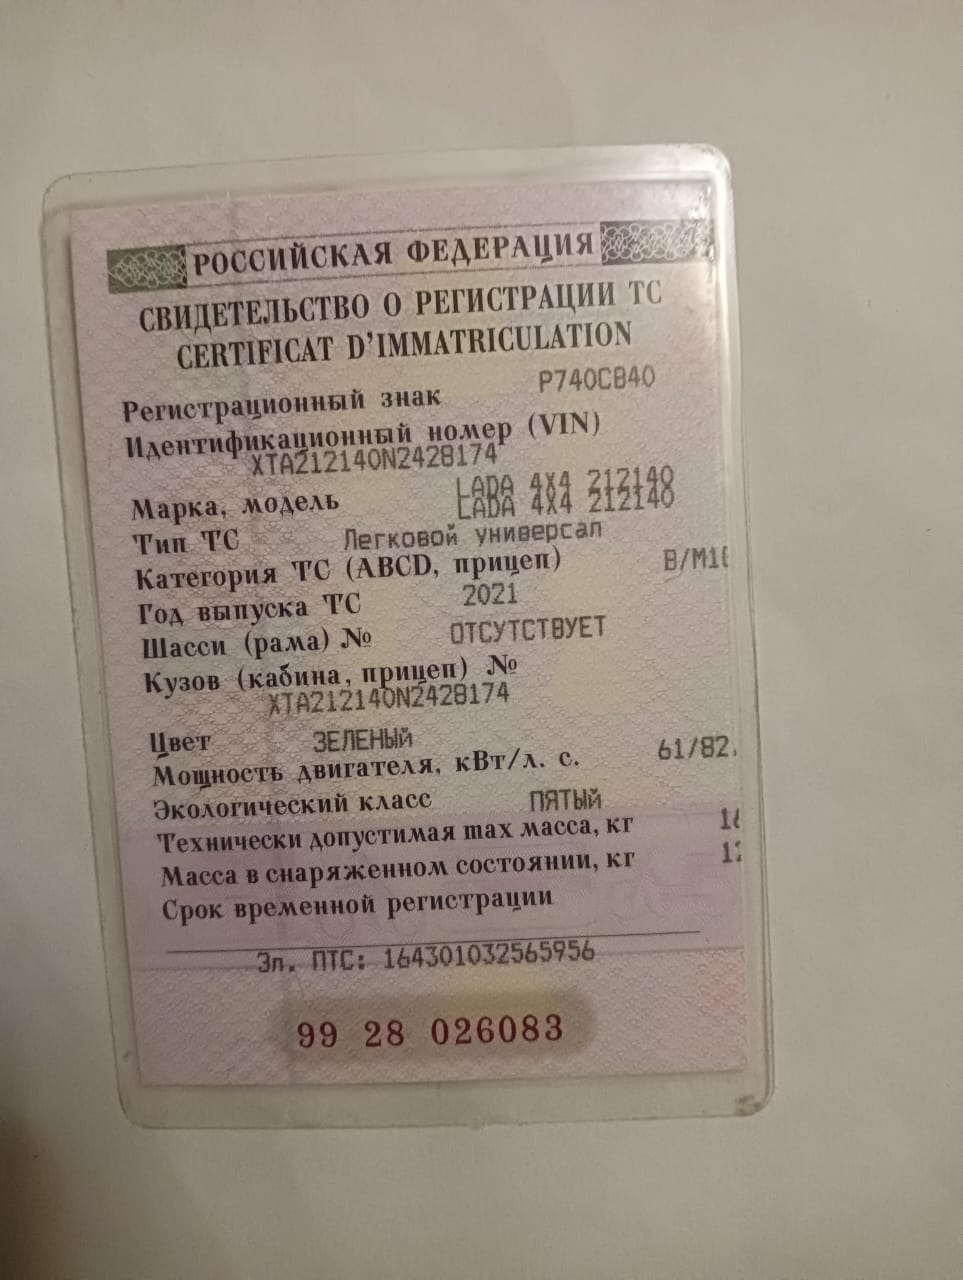 РОССИЙСКАЯ ФЕДЕРАЦИЯ
СВИДЕТЕЛЬСТВО О РЕГИСТРАЦИИ ТС
CERTIFICAT D'IMMATRICULATION
Регистрационный знак Р740СВ40
Идентификационный номер (VIN)
XTA212140N2428174
Марка, модель LADA 4X4 212140
LADA 4X4 212140
Тип ТС Легковой универсал
Категория ТС (ABCD, прицеп) B/M1
Год выпуска ТС 2021
Шасси (рама) № ОТСУТСТВУЕТ
Кузов (кабина, прицеп) №
XTA212140N2428174
Цвет ЗЕЛЕНЫЙ
Мощность двигателя, кВт/л. с. 61/82.
Экологический класс ПЯТЫЙ
Технически допустимая max масса, кг
Масса в снаряженном состоянии, кг
Срок временной регистрации
Эл. ПТС: 164301032565956
99 28 026083